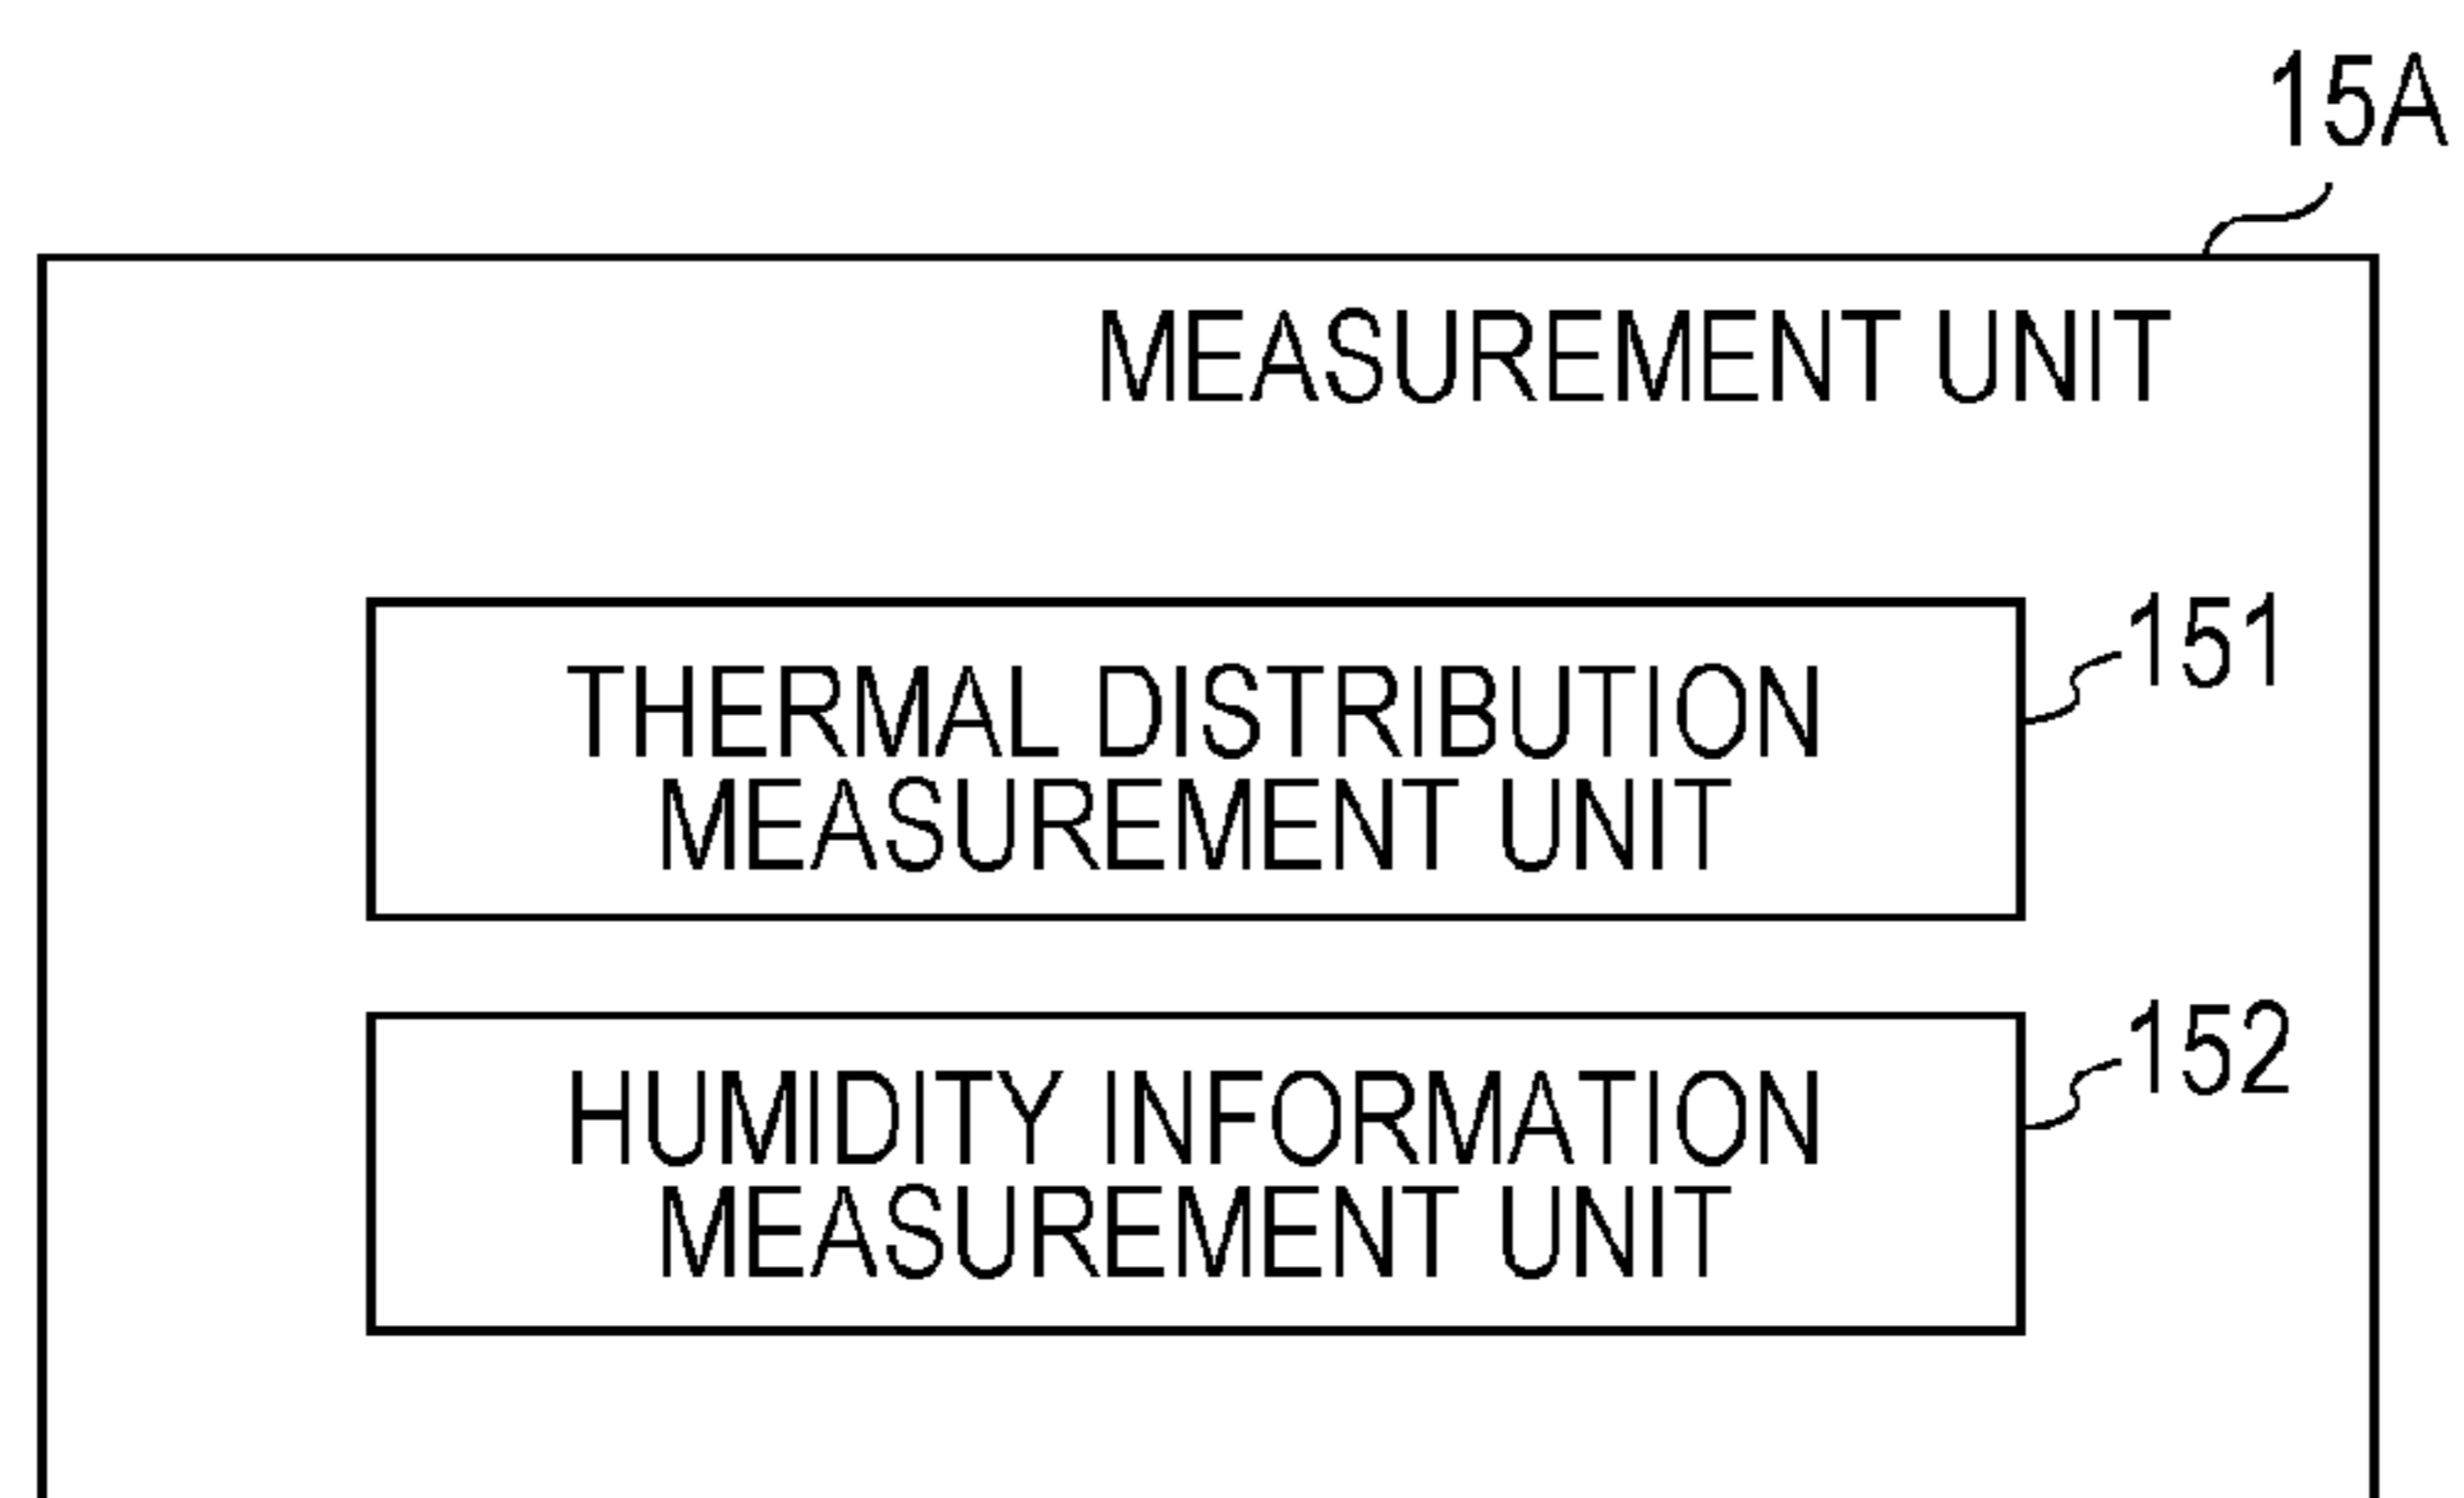 15A
MEASUREMENT UNIT
THERMAL DISTRIBUTION
MEASUREMENT UNIT
151
HUMIDITY INFORMATION
MEASUREMENT UNIT
152